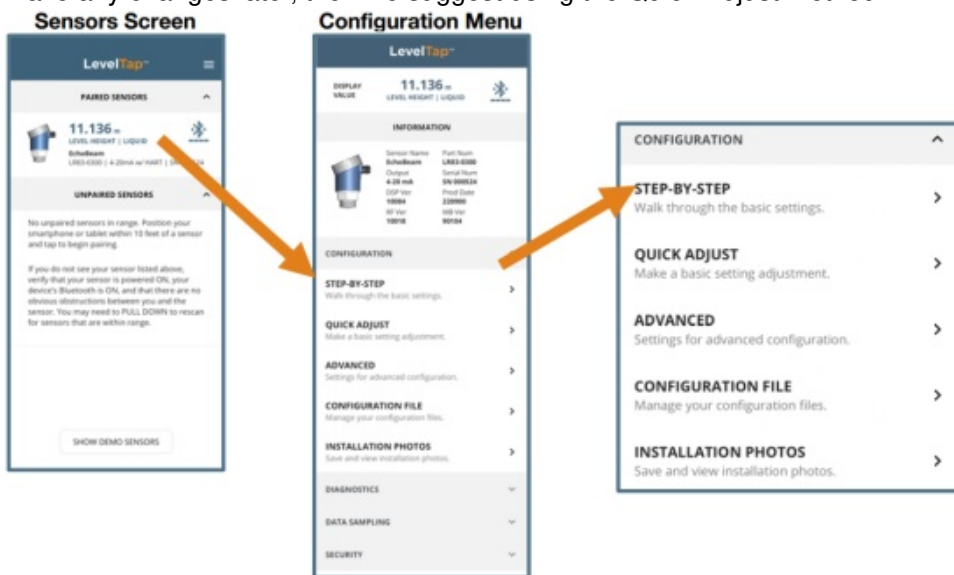 Sensors Screen
LevelTap
PAIRED SENSORS
11.136
LEVEL HEIGHT | LIQUID
EchoBeam
LR83-0300 | 4-20mA w/ HART |
UNPAIRED SENSORS
No unpaired sensors in range. Position your
smartphone or tablet within 10 feet of a sensor
and tap to begin pairing.
If you do not see your sensor listed above,
verify that your sensor is powered ON, your
device's Bluetooth is ON, and that there are no
obvious obstructions between you and the
sensor. You may need to PULL DOWN to rescan
for sensors that are within range.
SHOW DEMO SENSORS
Configuration Menu
LevelTap
DISPLAY
VALUE
11.136
LEVEL HEIGHT | LIQUID
INFORMATION
Sensor Name Part Num
EchoBeam LR83-0300
Output Serial Num
4-20 mA SN 000524
DSP Ver Prod Date
10084 220900
RF Ver MB Ver
10018 90104
CONFIGURATION
STEP-BY-STEP
Walk through the basic settings.
QUICK ADJUST
Make a basic setting adjustment.
ADVANCED
Settings for advanced configuration.
CONFIGURATION FILE
Manage your configuration files.
INSTALLATION PHOTOS
Save and view installation photos.
DIAGNOSTICS
DATA SAMPLING
SECURITY
CONFIGURATION
STEP-BY-STEP
Walk through the basic settings.
QUICK ADJUST
Make a basic setting adjustment.
ADVANCED
Settings for advanced configuration.
CONFIGURATION FILE
Manage your configuration files.
INSTALLATION PHOTOS
Save and view installation photos.